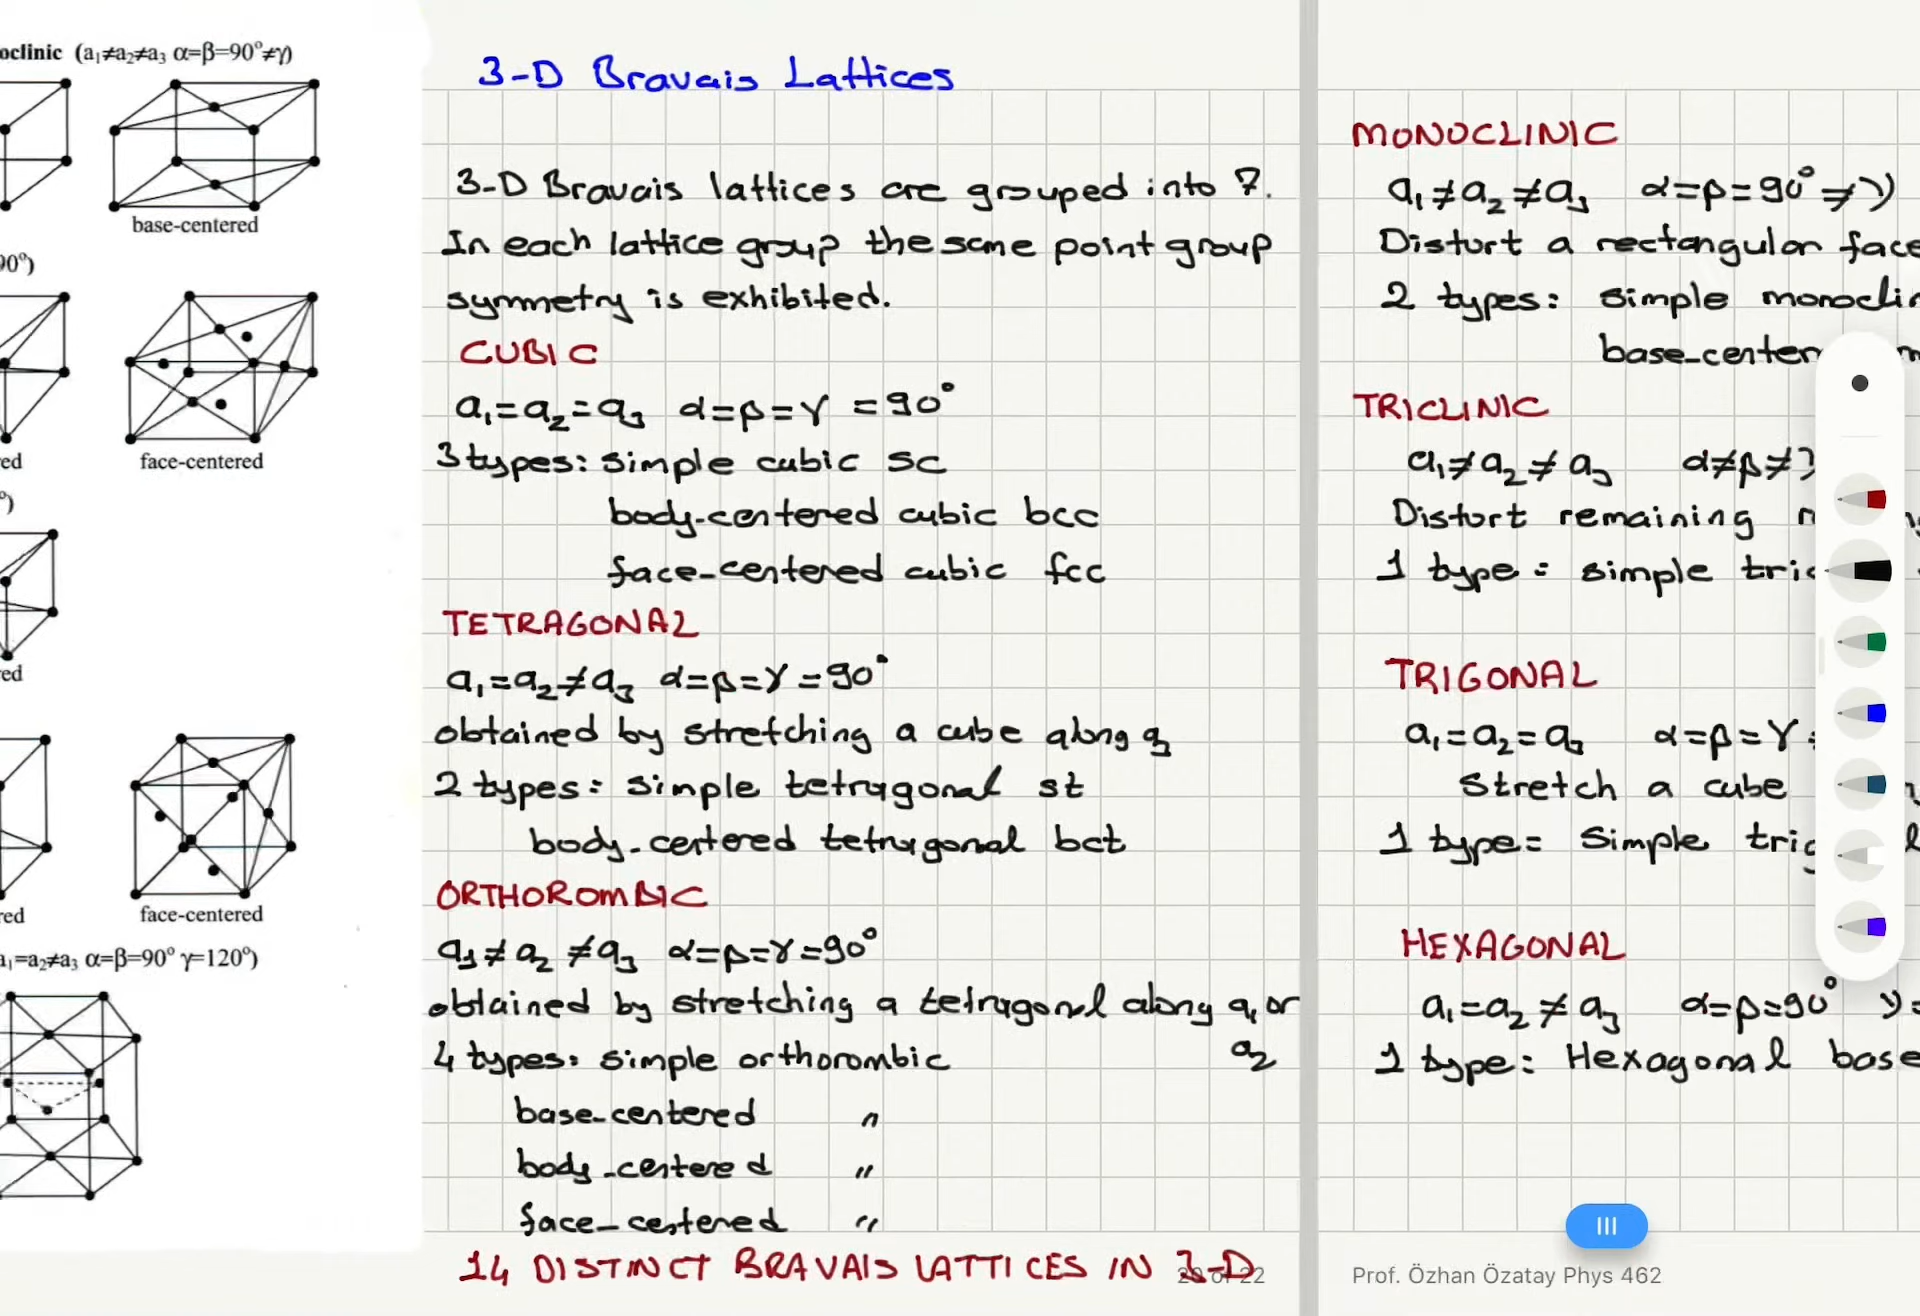 oclinic (a₁≠a₂≠a₃ α=β=90°≠γ)
base-centered
90°)
ed
face-centered
°)
ed
red
face-centered
a₁=a₂≠a₃ α=β=90° γ=120°)
3-D Bravais Lattices
3-D Bravais lattices are grouped into 7.
In each lattice group the same point group
symmetry is exhibited.
CUBIC
a₁=a₂=a₃ α=β=γ=90°
3 types: simple cubic sc
body-centered cubic bcc
face-centered cubic fcc
TETRAGONAL
a₁=a₂≠a₃ α=β=γ=90°
obtained by stretching a cube along a₃
2 types: simple tetragonal st
body-centered tetragonal bct
ORTHOROMBIC
a₁≠a₂≠a₃ α=β=γ=90°
obtained by stretching a tetragonal along a₁ or
a₂
4 types: simple orthorombic
base-centered "
body-centered "
face-centered "
14 DISTINCT BRAVAIS LATTICES IN 3-D
20 of 22
MONOCLINIC
a₁≠a₂≠a₃ α=β=90°≠γ
Distort a rectangular face
2 types: simple monoclin
base-center
TRICLINIC
a₁≠a₂≠a₃ α≠β≠γ
Distort remaining
1 type: simple tric
TRIGONAL
a₁=a₂=a₃ α=β=γ
Stretch a cube
1 type= simple trig
HEXAGONAL
a₁=a₂≠a₃ α=β=90° γ=
1 type: Hexagonal base
Prof. Özhan Özatay Phys 462